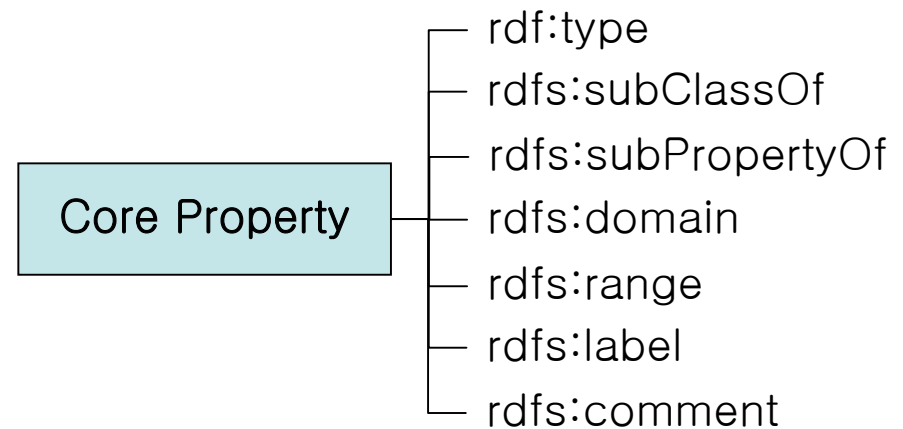 rdf:type
rdfs:subClassOf
rdfs:subPropertyOf
Core Property
rdfs:domain
rdfs:range
rdfs:label
rdfs:comment